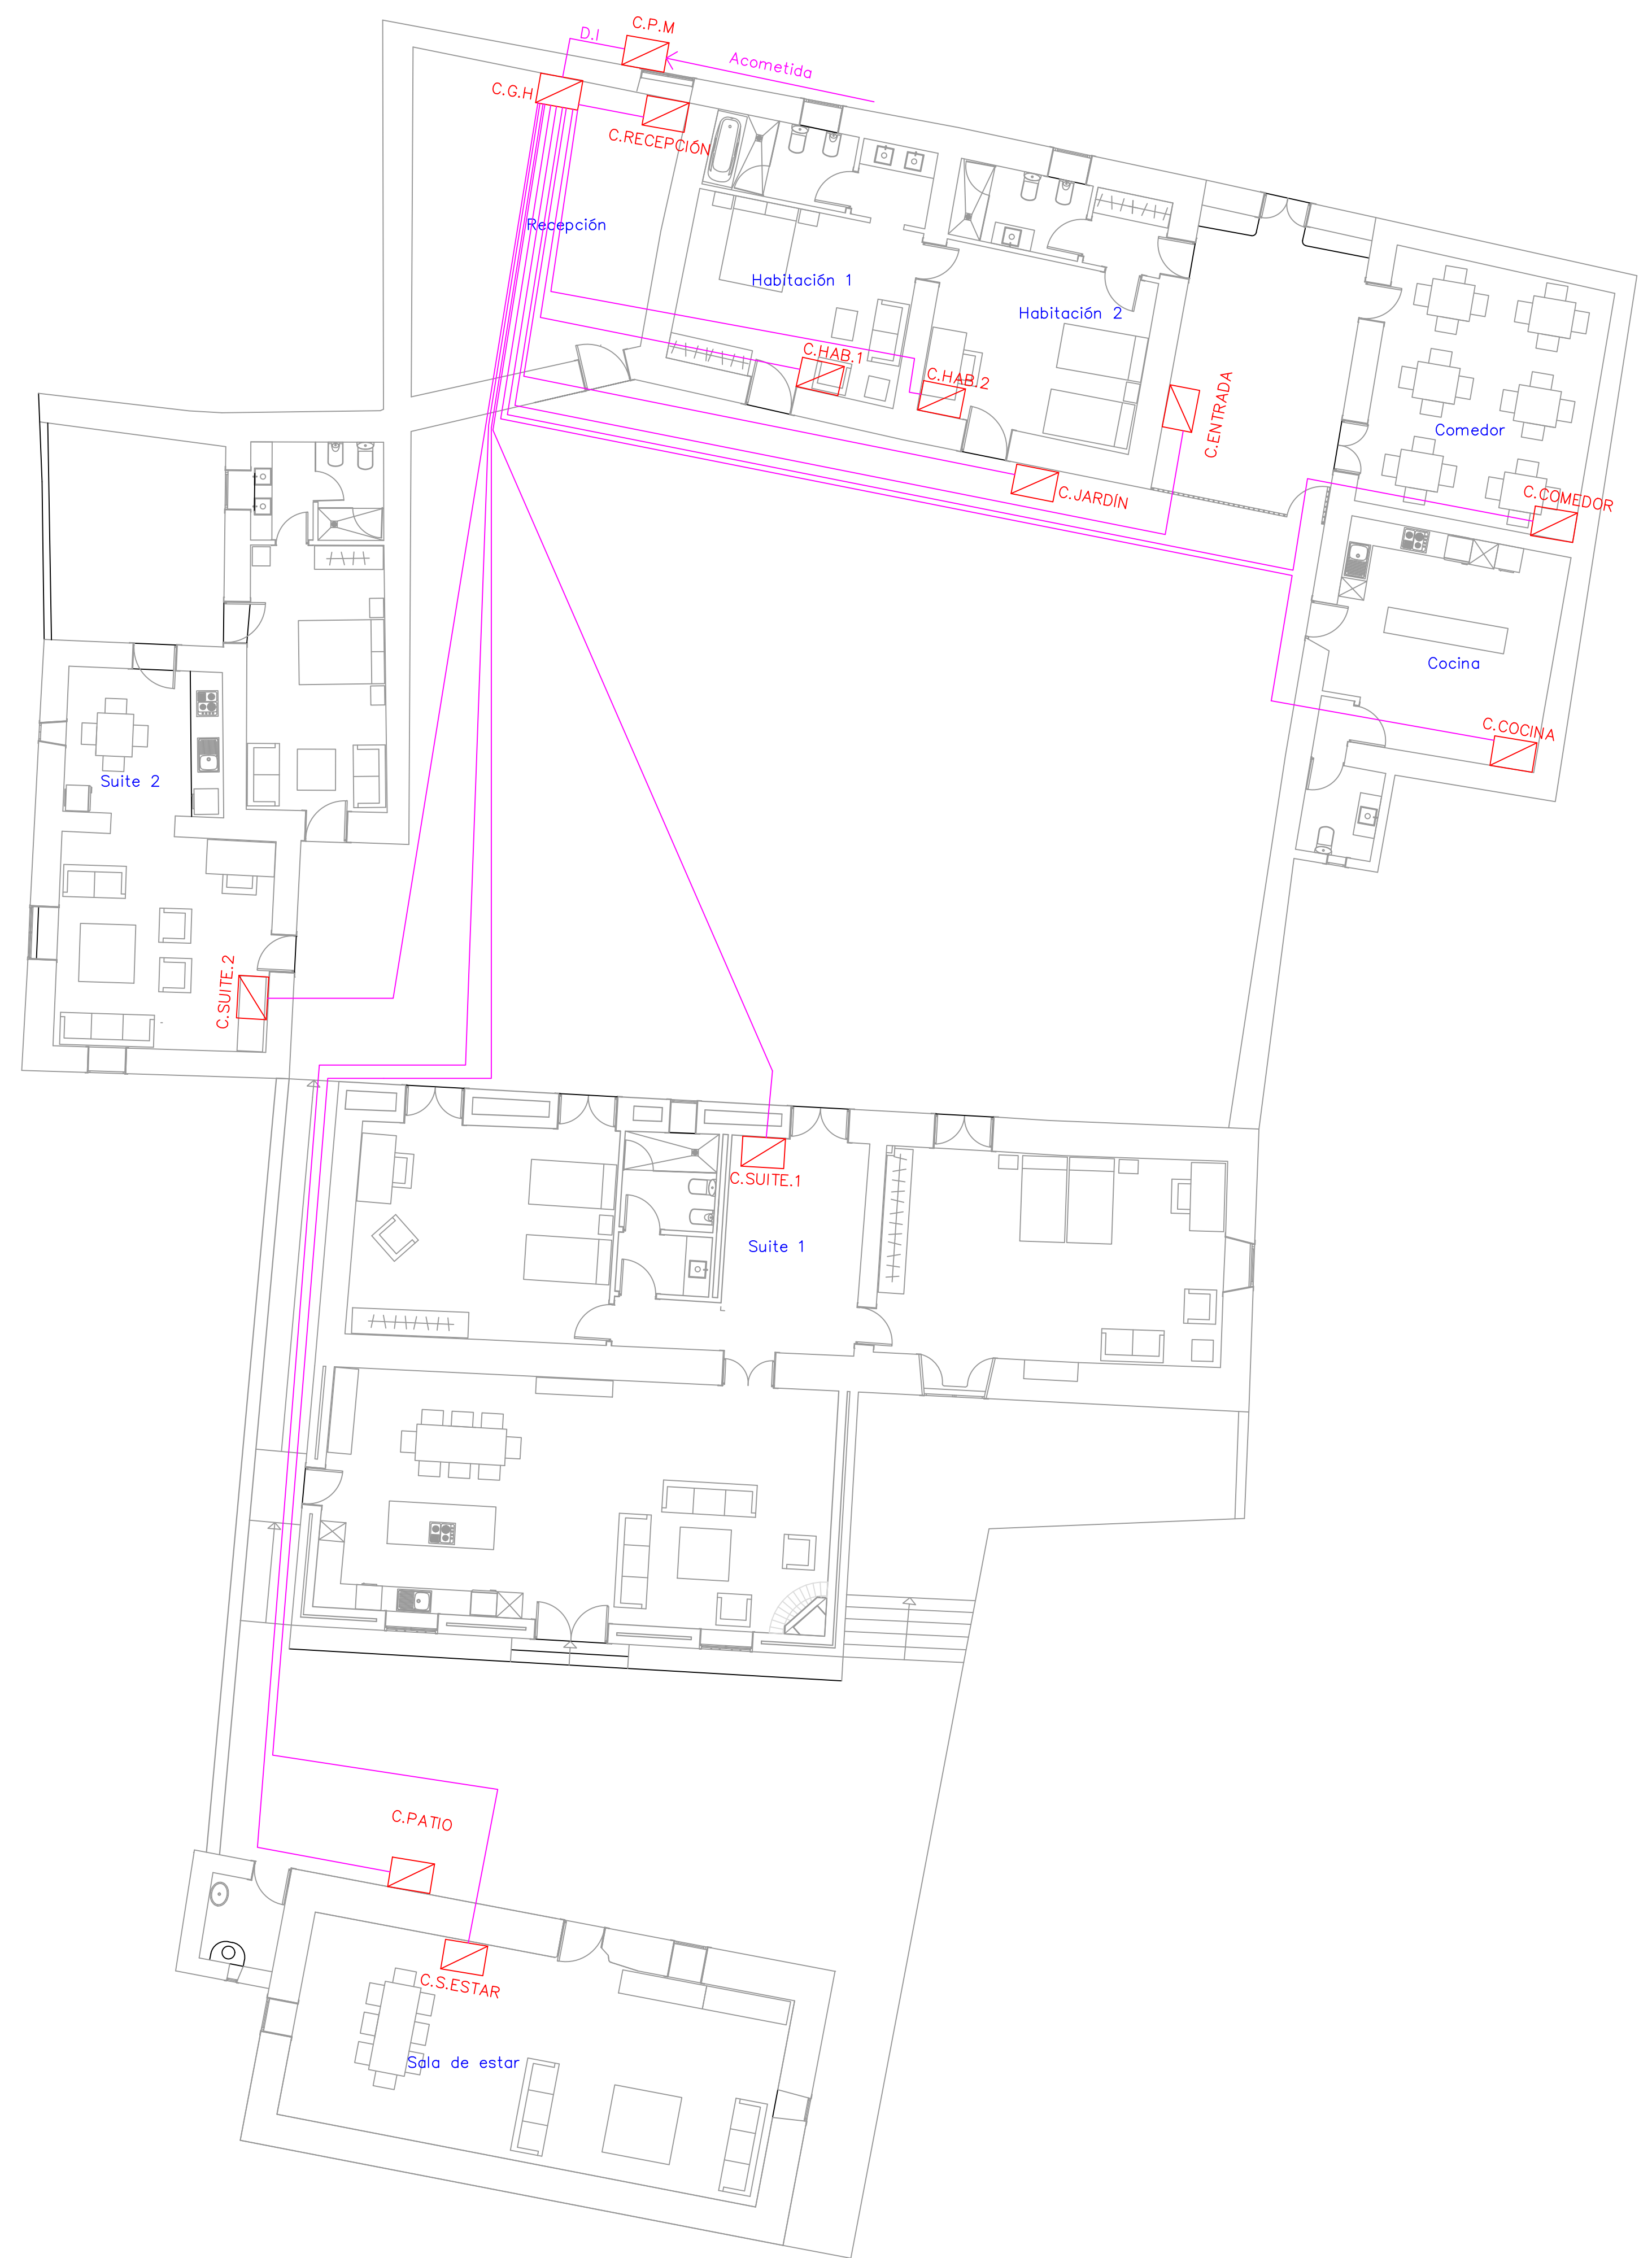 C.P.M
D.I
Acometida
C.G.H
C.RECEPCIÓN
Recepción
Habitación 1
Habitación 2
C.HAB.1
C.HAB.2
C.ENTRADA
Comedor
C.JARDÍN
C.COMEDOR
Cocina
C.COCINA
Suite 2
C.SUITE.2
C.SUITE.1
Suite 1
C.PATIO
C.S.ESTAR
Sala de estar